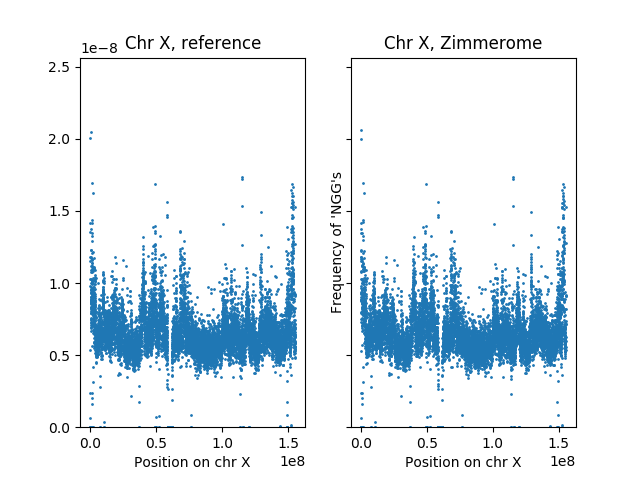 Chr X, reference
Chr X, Zimmerome
1e−8
2.5
2.0
1.5
1.0
0.5
0.0
Frequency of 'NGG's
0.0 0.5 1.0 1.5
0.0 0.5 1.0 1.5
1e8
1e8
Position on chr X
Position on chr X